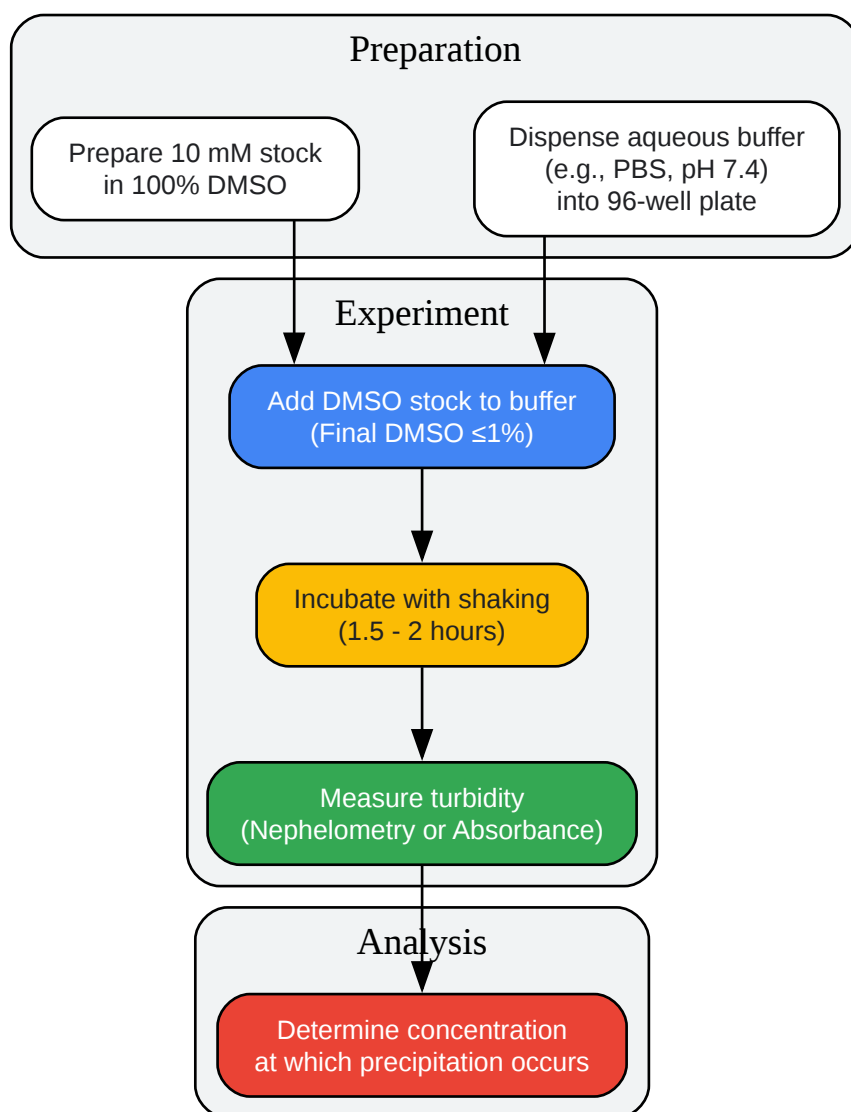 Preparation
Prepare 10 mM stock
in 100% DMSO
Dispense aqueous buffer
(e.g., PBS, pH 7.4)
into 96-well plate
Experiment
Add DMSO stock to buffer
(Final DMSO ≤1%)
Incubate with shaking
(1.5 - 2 hours)
Measure turbidity
(Nephelometry or Absorbance)
Analysis
Determine concentration
at which precipitation occurs